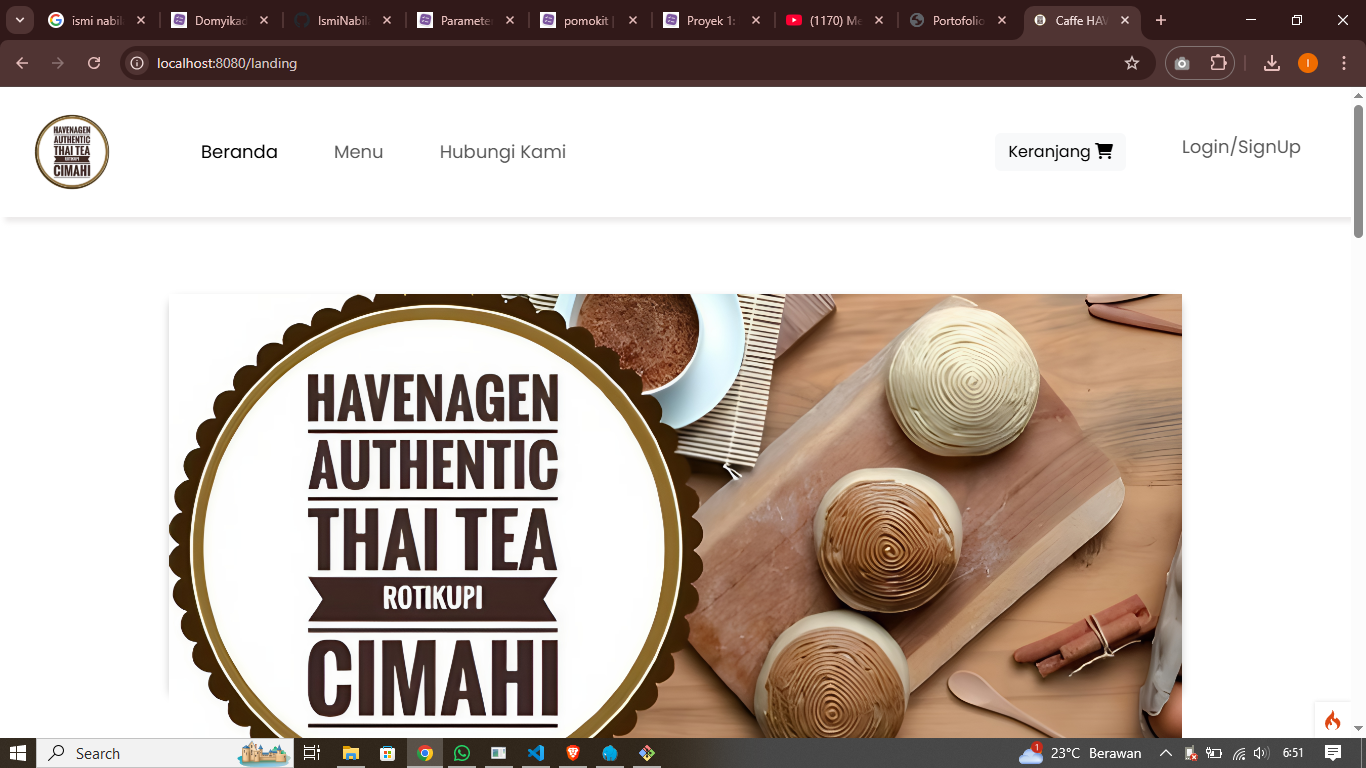 ismi nabil
Domyikad
IsmiNabila
Parameter
pomokit |
Proyek 1:
(1170) Me
Portofolio
Caffe HAV
localhost:8080/landing
I
HAVENAGEN
AUTHENTIC
THAI TEA
ROTIKUPI
CIMAHI
Beranda
Menu
Hubungi Kami
Keranjang
Login/SignUp
HAVENAGEN
AUTHENTIC
THAI TEA
ROTIKUPI
CIMAHI
Search
1
23°C Berawan
6:51